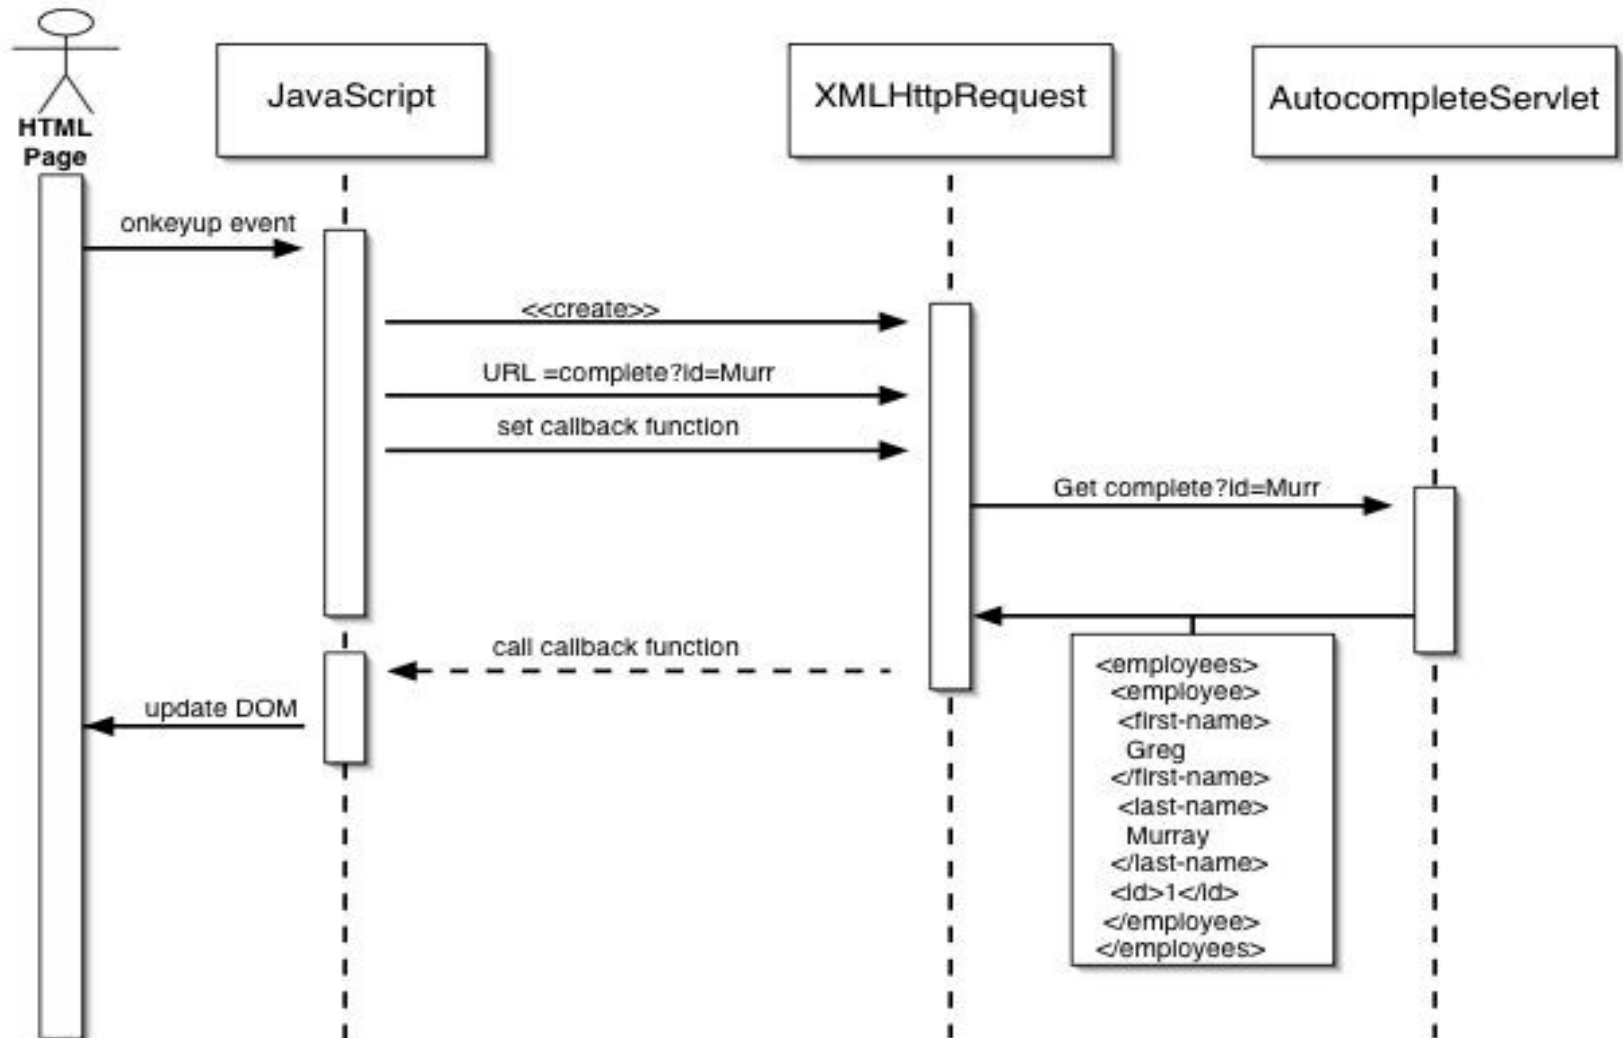 HTML
Page
JavaScript
XMLHttpRequest
AutocompleteServlet
onkeyup event
<<create>>
URL =complete?id=Murr
set callback function
Get complete?id=Murr
call callback function
update DOM
<employees>
<employee>
<first-name>
Greg
</first-name>
<last-name>
Murray
</last-name>
<id>1</id>
</employee>
</employees>